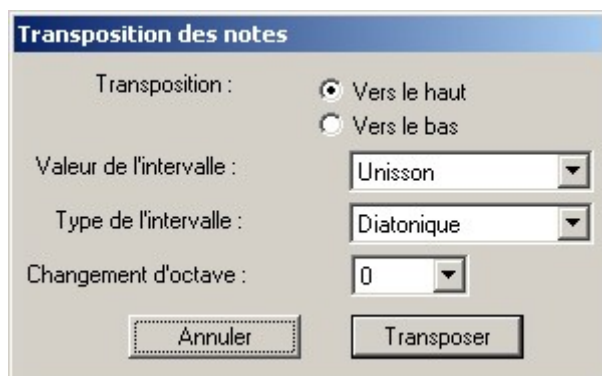 Transposition des notes
Transposition : Vers le haut
Vers le bas
Valeur de l'intervalle : Unisson
Type de l'intervalle : Diatonique
Changement d'octave : 0
Annuler Transposer